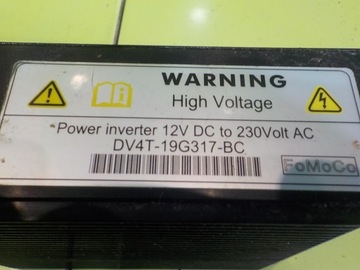 WARNING
High Voltage
Power inverter 12V DC to 230Volt AC
DV4T-19G317-BC
FoMoCo